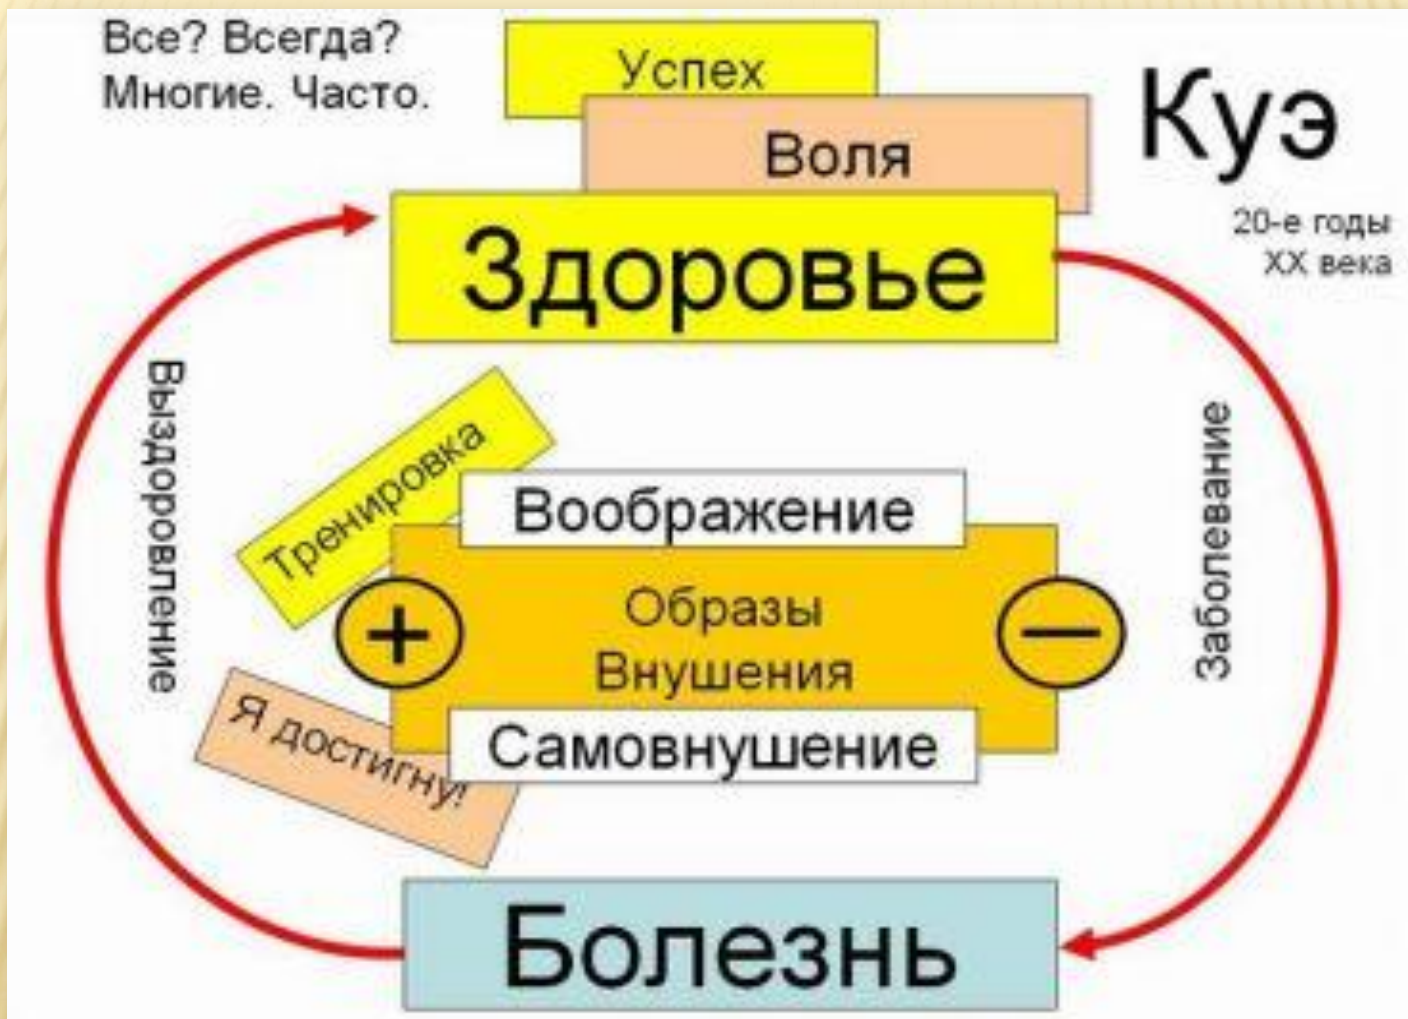 Все? Всегда?
Многие. Часто.
Успех
Воля
Куэ
20-е годы
XX века
Здоровье
Выздоровление
Тренировка
Воображение
+
Образы
Внушения
−
Самовнушение
Я достигну!
Заболевание
Болезнь